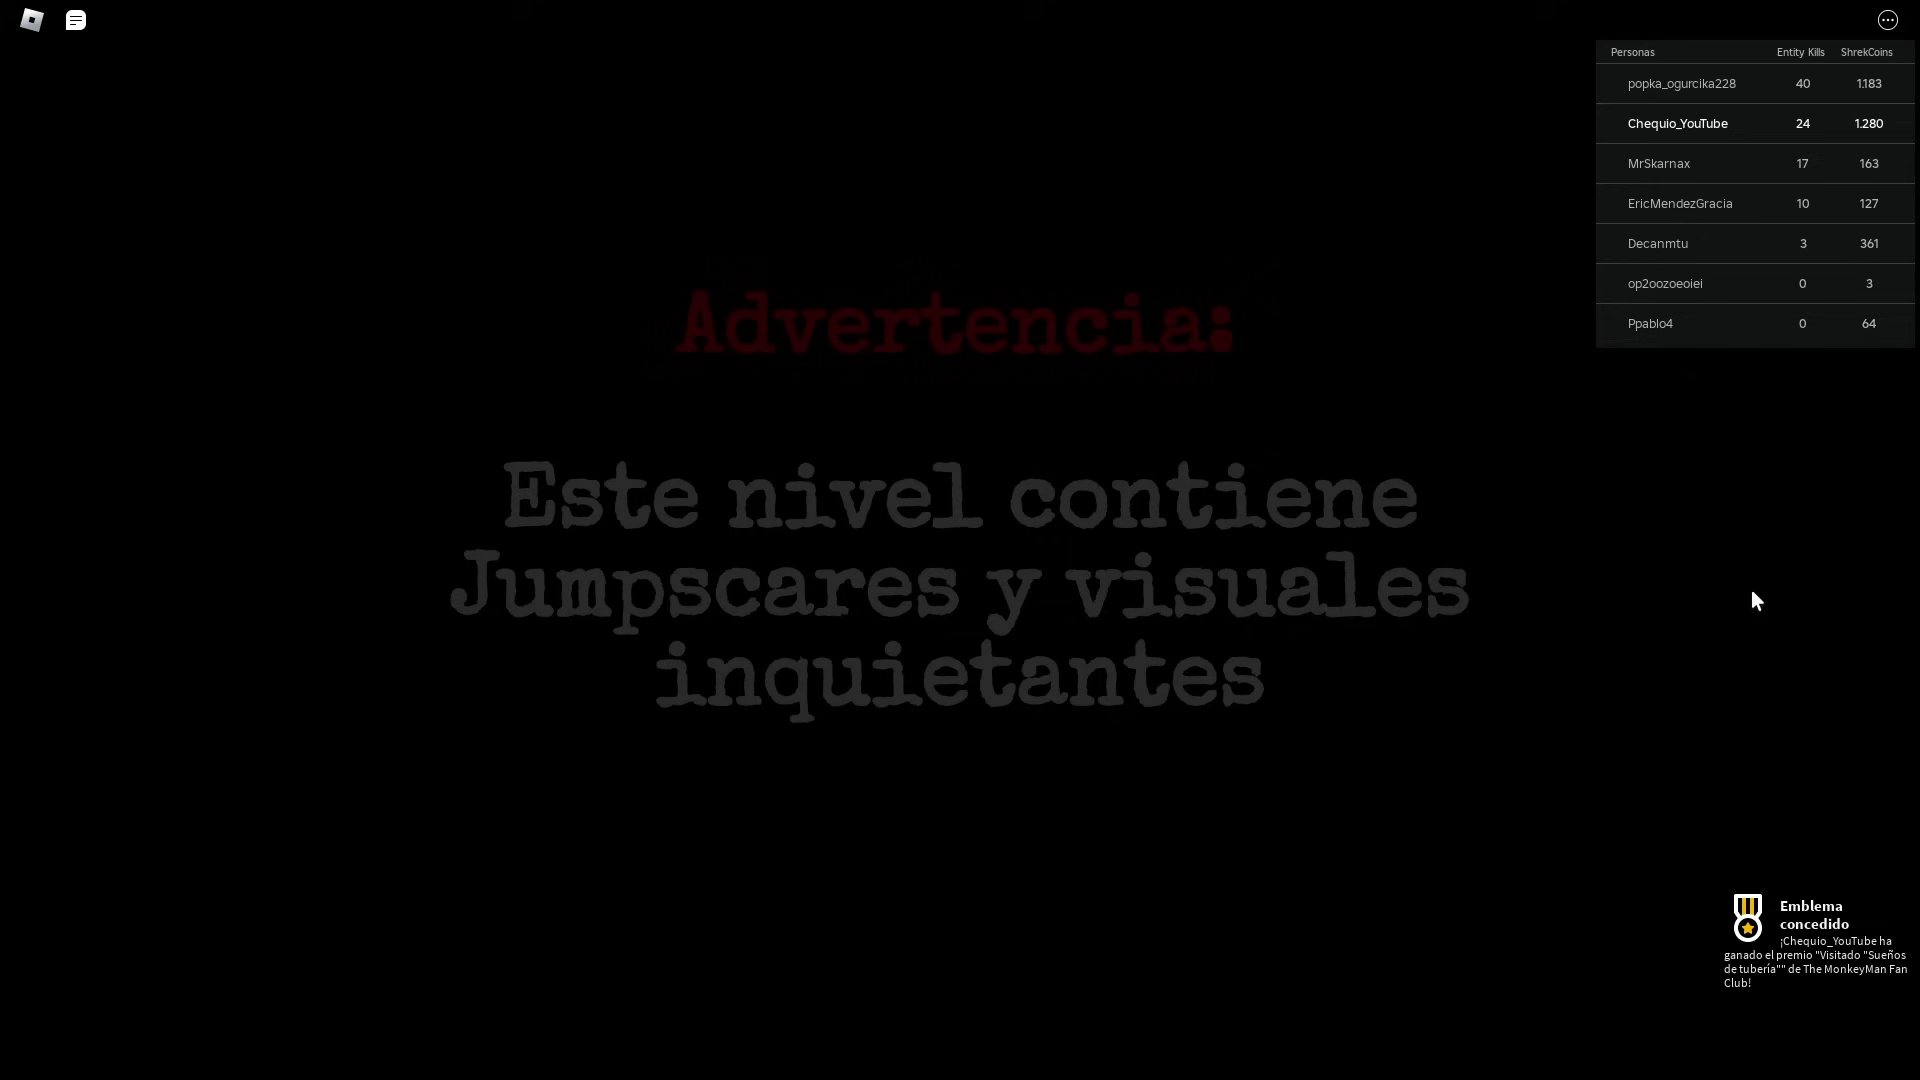 Personas Entity Kills ShrekCoins
popka_ogurcika228 40 1.183
Chequio_YouTube 24 1.280
MrSkarnax 17 163
EricMendezGracia 10 127
Decanmtu 3 361
op2oozoeoiei 0 3
Ppablo4 0 64
Advertencia:
Este nivel contiene
Jumpscares y visuales
inquietantes
Emblema
concedido
¡Chequio_YouTube ha
ganado el premio "Visitado "Sueños
de tubería"" de The MonkeyMan Fan
Club!